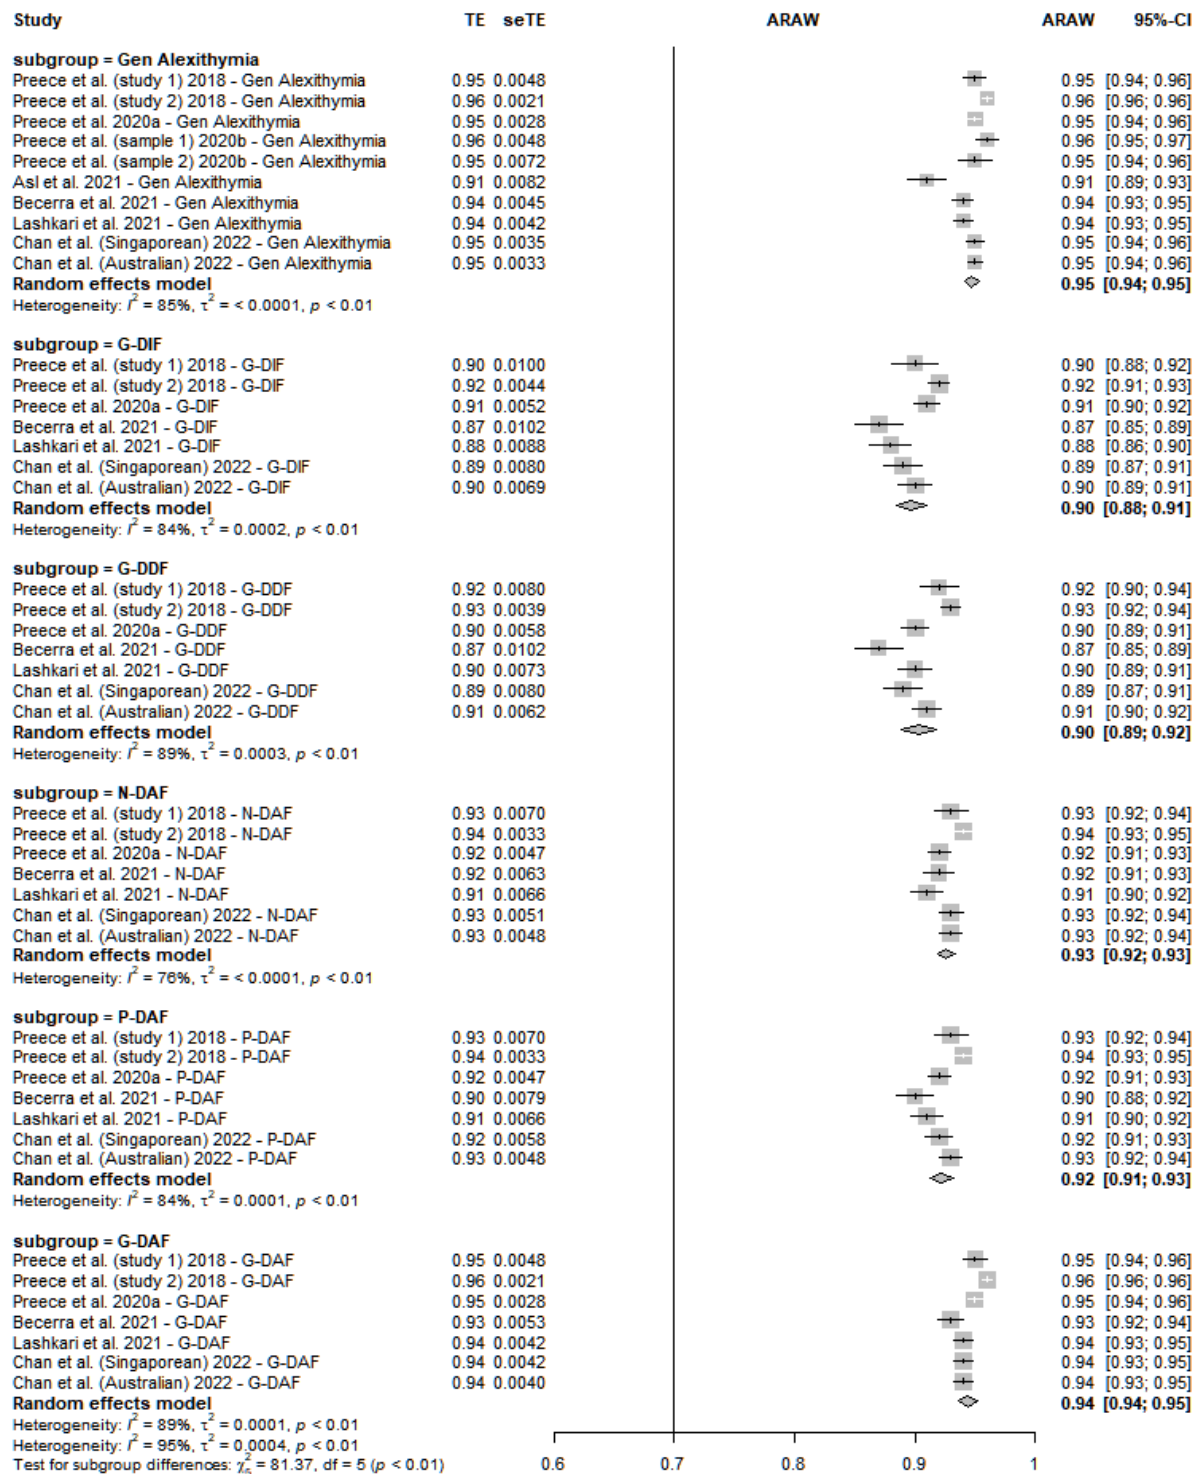 Study TE seTE ARAW ARAW 95%-CI
subgroup = Gen Alexithymia
Preece et al. (study 1) 2018 - Gen Alexithymia 0.95 0.0048 0.95 [0.94; 0.96]
Preece et al. (study 2) 2018 - Gen Alexithymia 0.96 0.0021 0.96 [0.96; 0.96]
Preece et al. 2020a - Gen Alexithymia 0.95 0.0028 0.95 [0.94; 0.96]
Preece et al. (sample 1) 2020b - Gen Alexithymia 0.96 0.0048 0.96 [0.95; 0.97]
Preece et al. (sample 2) 2020b - Gen Alexithymia 0.95 0.0072 0.95 [0.94; 0.96]
Asl et al. 2021 - Gen Alexithymia 0.91 0.0082 0.91 [0.89; 0.93]
Becerra et al. 2021 - Gen Alexithymia 0.94 0.0045 0.94 [0.93; 0.95]
Lashkari et al. 2021 - Gen Alexithymia 0.94 0.0042 0.94 [0.93; 0.95]
Chan et al. (Singaporean) 2022 - Gen Alexithymia 0.95 0.0035 0.95 [0.94; 0.96]
Chan et al. (Australian) 2022 - Gen Alexithymia 0.95 0.0033 0.95 [0.94; 0.96]
Random effects model 0.95 [0.94; 0.95]
Heterogeneity: I² = 85%, τ² = < 0.0001, p < 0.01
subgroup = G-DIF
Preece et al. (study 1) 2018 - G-DIF 0.90 0.0100 0.90 [0.88; 0.92]
Preece et al. (study 2) 2018 - G-DIF 0.92 0.0044 0.92 [0.91; 0.93]
Preece et al. 2020a - G-DIF 0.91 0.0052 0.91 [0.90; 0.92]
Becerra et al. 2021 - G-DIF 0.87 0.0102 0.87 [0.85; 0.89]
Lashkari et al. 2021 - G-DIF 0.88 0.0088 0.88 [0.86; 0.90]
Chan et al. (Singaporean) 2022 - G-DIF 0.89 0.0080 0.89 [0.87; 0.91]
Chan et al. (Australian) 2022 - G-DIF 0.90 0.0069 0.90 [0.89; 0.91]
Random effects model 0.90 [0.88; 0.91]
Heterogeneity: I² = 84%, τ² = 0.0002, p < 0.01
subgroup = G-DDF
Preece et al. (study 1) 2018 - G-DDF 0.92 0.0080 0.92 [0.90; 0.94]
Preece et al. (study 2) 2018 - G-DDF 0.93 0.0039 0.93 [0.92; 0.94]
Preece et al. 2020a - G-DDF 0.90 0.0058 0.90 [0.89; 0.91]
Becerra et al. 2021 - G-DDF 0.87 0.0102 0.87 [0.85; 0.89]
Lashkari et al. 2021 - G-DDF 0.90 0.0073 0.90 [0.89; 0.91]
Chan et al. (Singaporean) 2022 - G-DDF 0.89 0.0080 0.89 [0.87; 0.91]
Chan et al. (Australian) 2022 - G-DDF 0.91 0.0062 0.91 [0.90; 0.92]
Random effects model 0.90 [0.89; 0.92]
Heterogeneity: I² = 89%, τ² = 0.0003, p < 0.01
subgroup = N-DAF
Preece et al. (study 1) 2018 - N-DAF 0.93 0.0070 0.93 [0.92; 0.94]
Preece et al. (study 2) 2018 - N-DAF 0.94 0.0033 0.94 [0.93; 0.95]
Preece et al. 2020a - N-DAF 0.92 0.0047 0.92 [0.91; 0.93]
Becerra et al. 2021 - N-DAF 0.92 0.0063 0.92 [0.91; 0.93]
Lashkari et al. 2021 - N-DAF 0.91 0.0066 0.91 [0.90; 0.92]
Chan et al. (Singaporean) 2022 - N-DAF 0.93 0.0051 0.93 [0.92; 0.94]
Chan et al. (Australian) 2022 - N-DAF 0.93 0.0048 0.93 [0.92; 0.94]
Random effects model 0.93 [0.92; 0.93]
Heterogeneity: I² = 76%, τ² = < 0.0001, p < 0.01
subgroup = P-DAF
Preece et al. (study 1) 2018 - P-DAF 0.93 0.0070 0.93 [0.92; 0.94]
Preece et al. (study 2) 2018 - P-DAF 0.94 0.0033 0.94 [0.93; 0.95]
Preece et al. 2020a - P-DAF 0.92 0.0047 0.92 [0.91; 0.93]
Becerra et al. 2021 - P-DAF 0.90 0.0079 0.90 [0.88; 0.92]
Lashkari et al. 2021 - P-DAF 0.91 0.0066 0.91 [0.90; 0.92]
Chan et al. (Singaporean) 2022 - P-DAF 0.92 0.0058 0.92 [0.91; 0.93]
Chan et al. (Australian) 2022 - P-DAF 0.93 0.0048 0.93 [0.92; 0.94]
Random effects model 0.92 [0.91; 0.93]
Heterogeneity: I² = 84%, τ² = 0.0001, p < 0.01
subgroup = G-DAF
Preece et al. (study 1) 2018 - G-DAF 0.95 0.0048 0.95 [0.94; 0.96]
Preece et al. (study 2) 2018 - G-DAF 0.96 0.0021 0.96 [0.96; 0.96]
Preece et al. 2020a - G-DAF 0.95 0.0028 0.95 [0.94; 0.96]
Becerra et al. 2021 - G-DAF 0.93 0.0053 0.93 [0.92; 0.94]
Lashkari et al. 2021 - G-DAF 0.94 0.0042 0.94 [0.93; 0.95]
Chan et al. (Singaporean) 2022 - G-DAF 0.94 0.0042 0.94 [0.93; 0.95]
Chan et al. (Australian) 2022 - G-DAF 0.94 0.0040 0.94 [0.93; 0.95]
Random effects model 0.94 [0.94; 0.95]
Heterogeneity: I² = 89%, τ² = 0.0001, p < 0.01
Heterogeneity: I² = 95%, τ² = 0.0004, p < 0.01
Test for subgroup differences: χ²₅ = 81.37, df = 5 (p < 0.01)
0.6 0.7 0.8 0.9 1